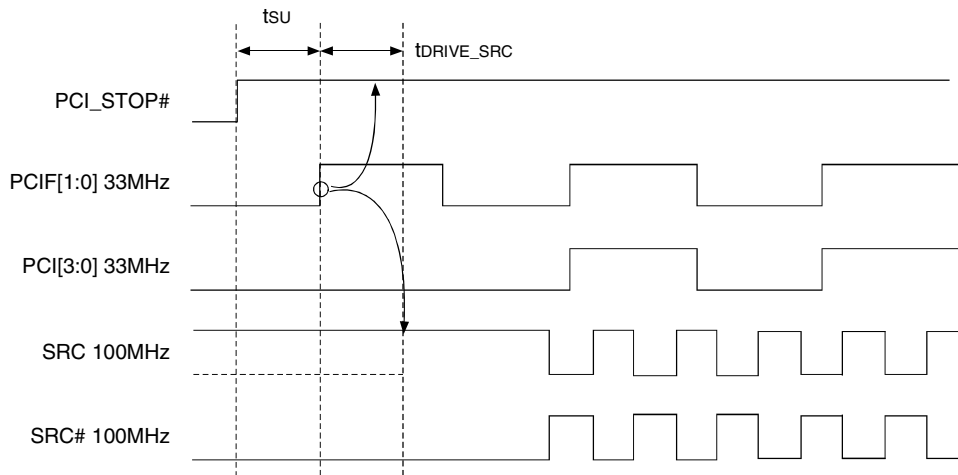 tSU
tDRIVE_SRC
PCI_STOP#
PCIF[1:0] 33MHz
PCI[3:0] 33MHz
SRC 100MHz
SRC# 100MHz